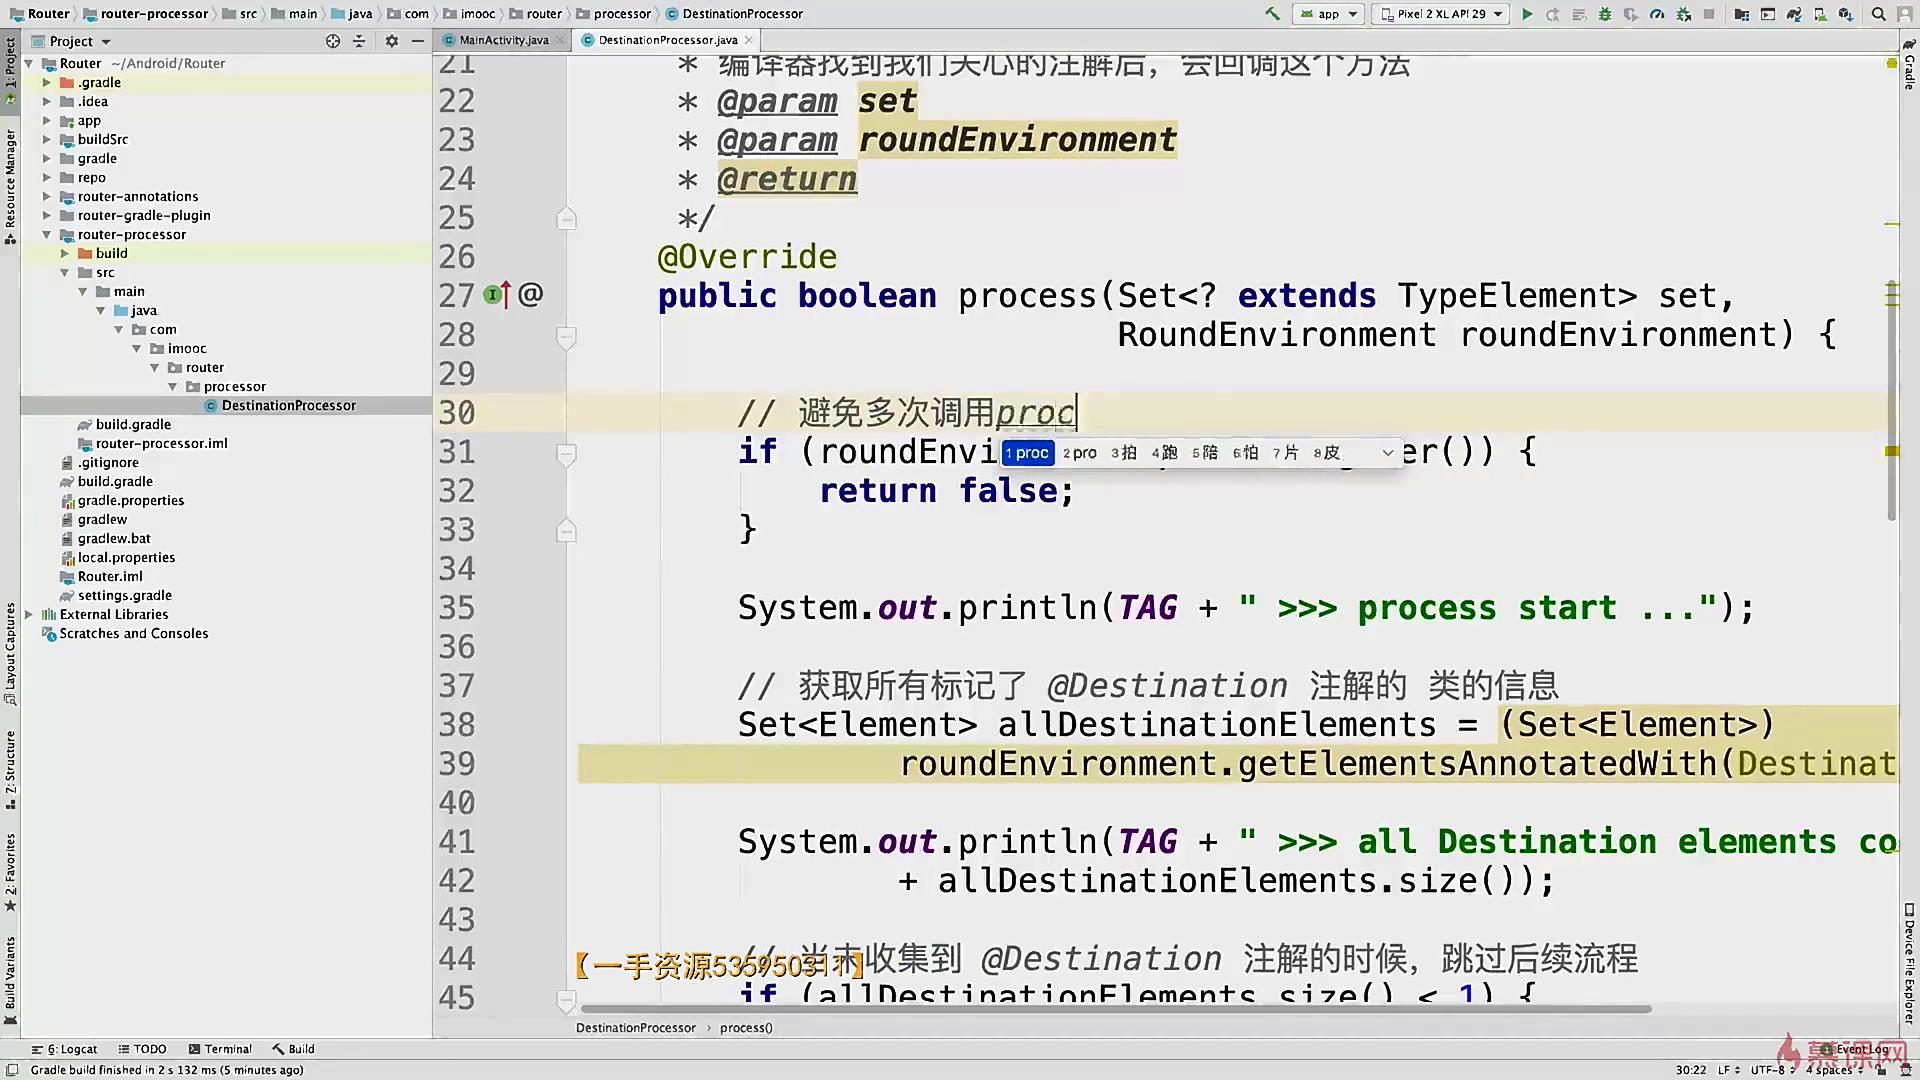 Router router-processor src main java com imooc router processor DestinationProcessor
app Pixel 2 XL API 29
Project
MainActivity.java
DestinationProcessor.java
1: Project
Resource Manager
Layout Captures
Z: Structure
2: Favorites
Build Variants
Router ~/Android/Router
.gradle
.idea
app
buildSrc
gradle
repo
router-annotations
router-gradle-plugin
router-processor
build
src
main
java
com
imooc
router
processor
DestinationProcessor
build.gradle
router-processor.iml
.gitignore
build.gradle
gradle.properties
gradlew
gradlew.bat
local.properties
Router.iml
settings.gradle
External Libraries
Scratches and Consoles
21 * 编译器找到我们关心的注解后，会回调这个方法
22 * @param set
23 * @param roundEnvironment
24 * @return
25 */
26 @Override
27 public boolean process(Set<? extends TypeElement> set,
28 RoundEnvironment roundEnvironment) {
29
30 // 避免多次调用proc
31 if (roundEnvi er()) {
1 proc 2 pro 3 拍 4 跑 5 陪 6 怕 7 片 8 皮
32 return false;
33 }
34
35 System.out.println(TAG + " >>> process start ...");
36
37 // 获取所有标记了 @Destination 注解的 类的信息
38 Set<Element> allDestinationElements = (Set<Element>)
39 roundEnvironment.getElementsAnnotatedWith(Destinat
40
41 System.out.println(TAG + " >>> all Destination elements co
42 + allDestinationElements.size());
43
44 // 当未收集到 @Destination 注解的时候，跳过后续流程
【一手资源535950311】
45 if (allDestinationElements.size() < 1) {
DestinationProcessor › process()
Gradle
Device File Explorer
6: Logcat TODO Terminal Build
Event Log
慕课网
Gradle build finished in 2 s 132 ms (5 minutes ago)
30:22 LF UTF-8 4 spaces